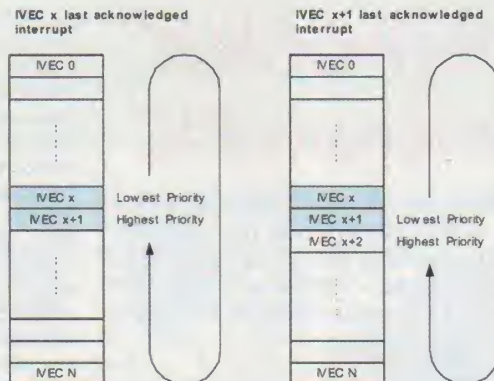 IVEC x last acknowledged
interrupt
IVEC 0
IVEC x
Lowest Priority
IVEC x+1
Highest Priority
IVEC N
IVEC x+1 last acknowledged
interrupt
IVEC 0
IVEC x
IVEC x+1
Lowest Priority
IVEC x+2
Highest Priority
IVEC N